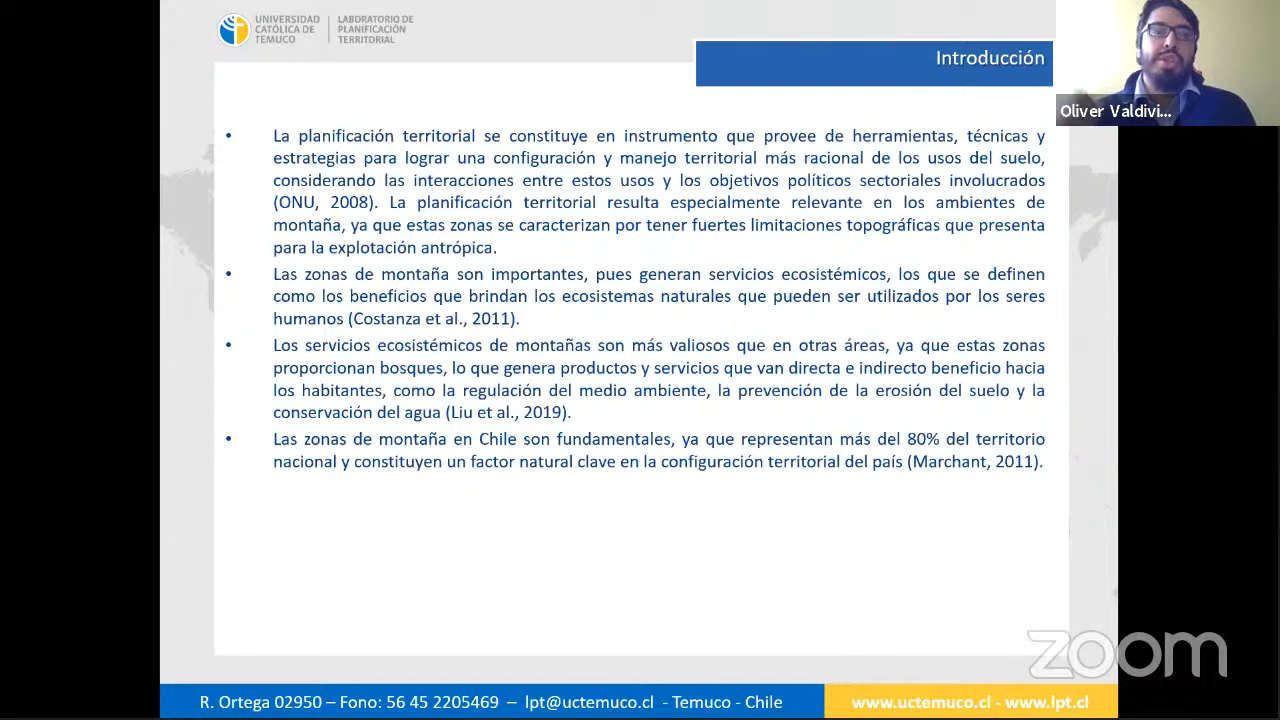 UNIVERSIDAD
CATÓLICA DE
TEMUCO
LABORATORIO DE
PLANIFICACIÓN
TERRITORIAL
Introducción
Oliver Valdivi...
• La planificación territorial se constituye en instrumento que provee de herramientas, técnicas y
estrategias para lograr una configuración y manejo territorial más racional de los usos del suelo,
considerando las interacciones entre estos usos y los objetivos políticos sectoriales involucrados
(ONU, 2008). La planificación territorial resulta especialmente relevante en los ambientes de
montaña, ya que estas zonas se caracterizan por tener fuertes limitaciones topográficas que presenta
para la explotación antrópica.
• Las zonas de montaña son importantes, pues generan servicios ecosistémicos, los que se definen
como los beneficios que brindan los ecosistemas naturales que pueden ser utilizados por los seres
humanos (Costanza et al., 2011).
• Los servicios ecosistémicos de montañas son más valiosos que en otras áreas, ya que estas zonas
proporcionan bosques, lo que genera productos y servicios que van directa e indirecto beneficio hacia
los habitantes, como la regulación del medio ambiente, la prevención de la erosión del suelo y la
conservación del agua (Liu et al., 2019).
• Las zonas de montaña en Chile son fundamentales, ya que representan más del 80% del territorio
nacional y constituyen un factor natural clave en la configuración territorial del país (Marchant, 2011).
zoom
R. Ortega 02950 – Fono: 56 45 2205469 – lpt@uctemuco.cl - Temuco - Chile
www.uctemuco.cl - www.lpt.cl